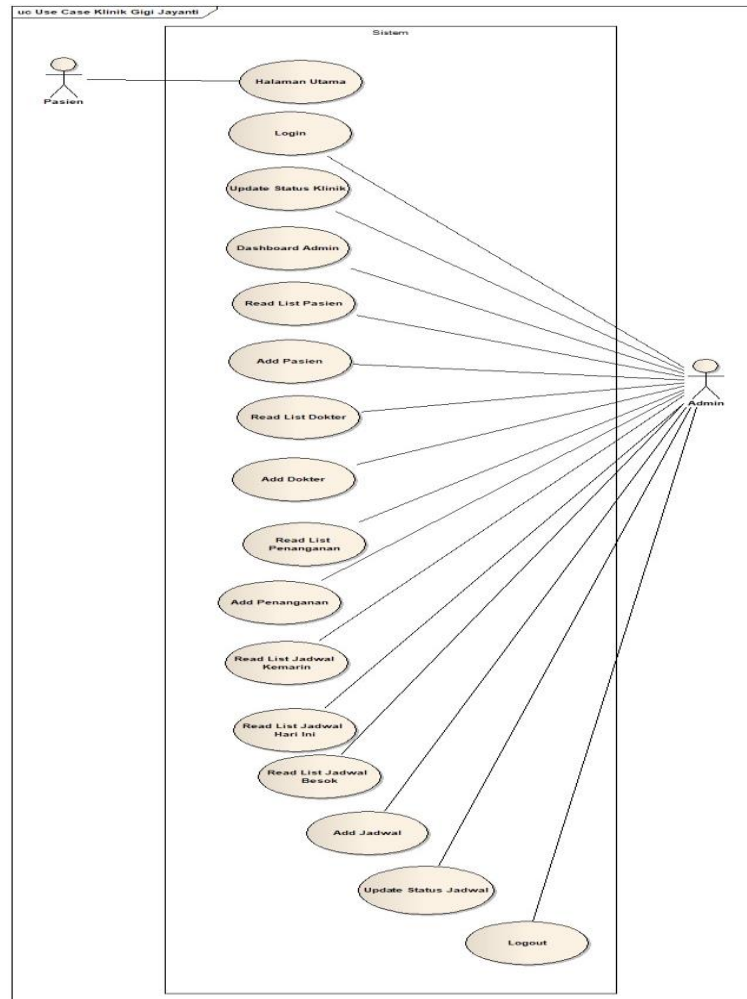 uc Use Case Klinik Gigi Jayanti
Sistem
Pasien
Halaman Utama
Login
Update Status Klinik
Dashboard Admin
Read List Pasien
Add Pasien
Admin
Read List Dokter
Add Dokter
Read List
Penanganan
Add Penanganan
Read List Jadwal
Kemarin
Read List Jadwal
Hari Ini
Read List Jadwal
Besok
Add Jadwal
Update Status Jadwal
Logout